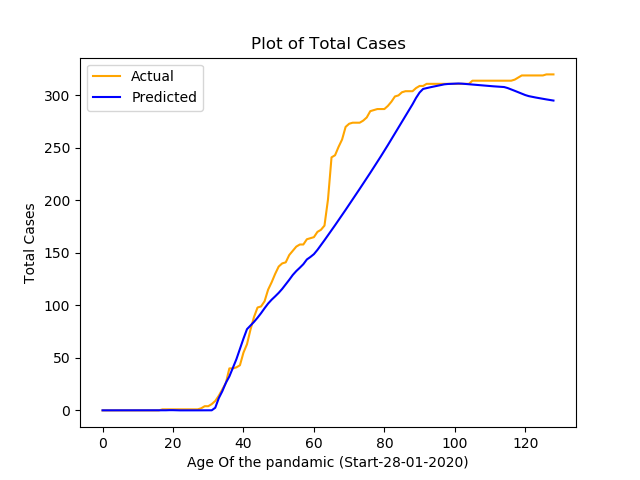 Plot of Total Cases
Actual
Predicted
300
250
200
150
100
50
0
Total Cases
0 20 40 60 80 100 120
Age Of the pandamic (Start-28-01-2020)